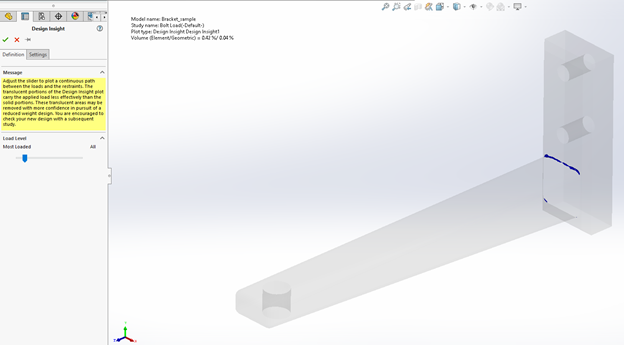 Design Insight
Definition
Settings
Message
Adjust the slider to plot a continuous path
between the loads and the restraints. The
translucent portions of the Design Insight plot
carry the applied load less effectively than the
solid portions. These translucent areas may be
removed with more confidence in pursuit of a
reduced weight design. You are encouraged to
check your new design with a subsequent
study.
Load Level
Most Loaded All
Model name: Bracket_sample
Study name: Bolt Load(-Default-)
Plot type: Design Insight Design Insight1
Volume (Element/Geometric) = 0.42 %/ 0.04 %